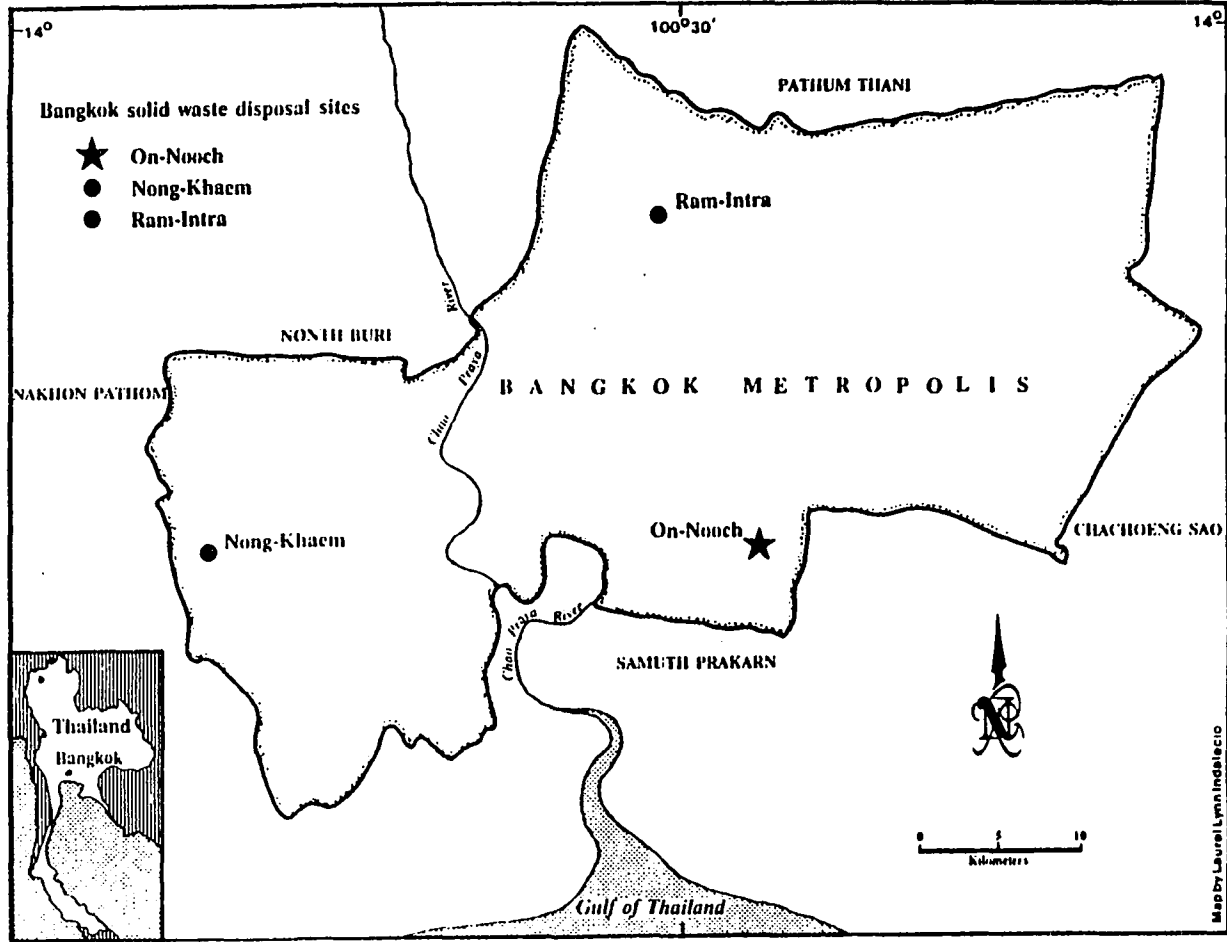 14°
100°30'
14°
PATHUM THANI
Bangkok solid waste disposal sites
On-Nooch
Nong-Khaem
Ram-Intra
Ram-Intra
River
NONTH BURI
Praya
NAKHON PATHOM
BANGKOK METROPOLIS
Chao
On-Nooch
CHACHOENG SAO
Nong-Khaem
Chao Praya River
SAMUTH PRAKARN
N
Thailand
Bangkok
0 5 10
Kilometers
Gulf of Thailand
Map by Laurel Lynn Indalecio